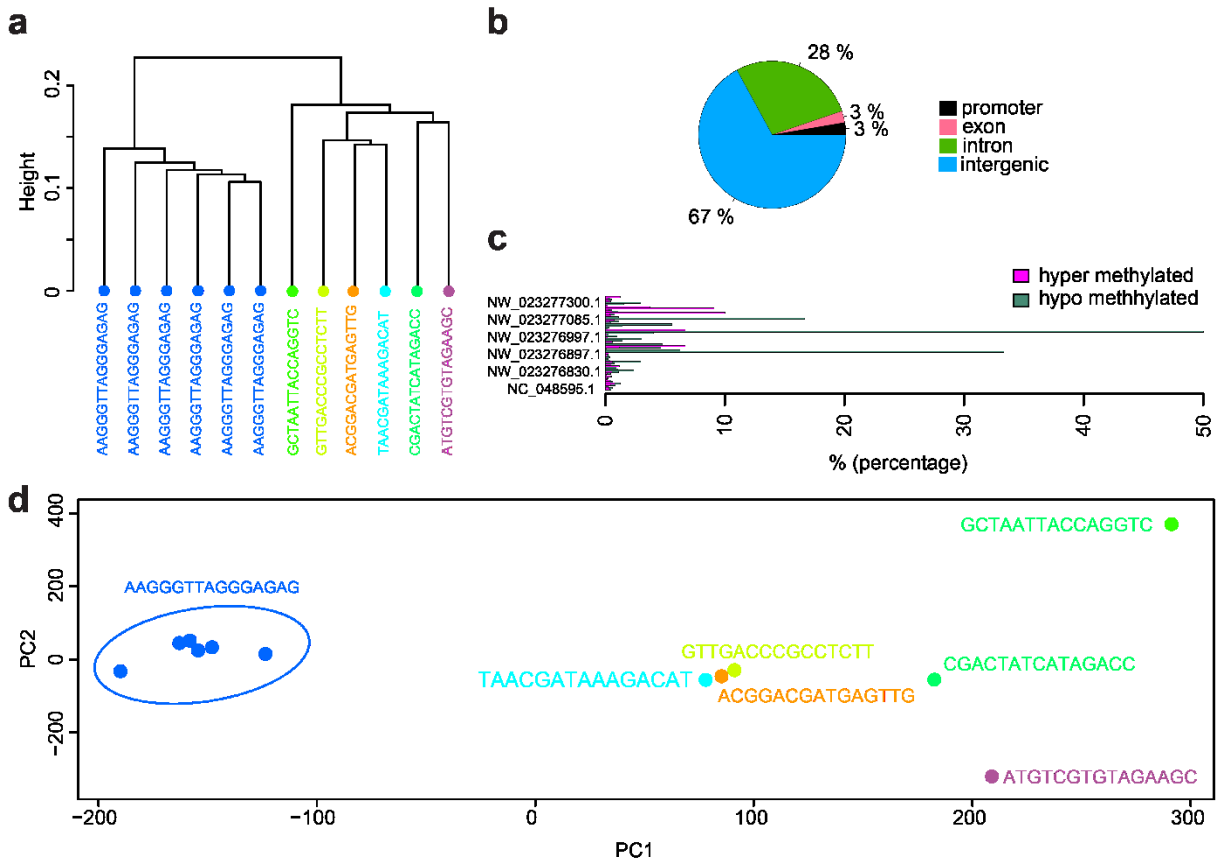 a
Height
0.2
0.1
0
AAGGGTTAGGGAGAG
AAGGGTTAGGGAGAG
AAGGGTTAGGGAGAG
AAGGGTTAGGGAGAG
AAGGGTTAGGGAGAG
AAGGGTTAGGGAGAG
GCTAATTACCAGGTC
GTTGACCCGCCTCTT
ACGGACGATGAGTTG
TAACGATAAAGACAT
CGACTATCATAGACC
ATGTCGTGTAGAAGC
b
28 %
3 %
3 %
67 %
promoter
exon
intron
intergenic
c
hyper methylated
hypo methhylated
NW_023277300.1
NW_023277085.1
NW_023276997.1
NW_023276897.1
NW_023276830.1
NC_048595.1
0 10 20 30 40 50
% (percentage)
d
PC2
400
200
0
−200
AAGGGTTAGGGAGAG
GCTAATTACCAGGTC
GTTGACCCGCCTCTT
CGACTATCATAGACC
TAACGATAAAGACAT
ACGGACGATGAGTTG
ATGTCGTGTAGAAGC
−200 −100 0 100 200 300
PC1